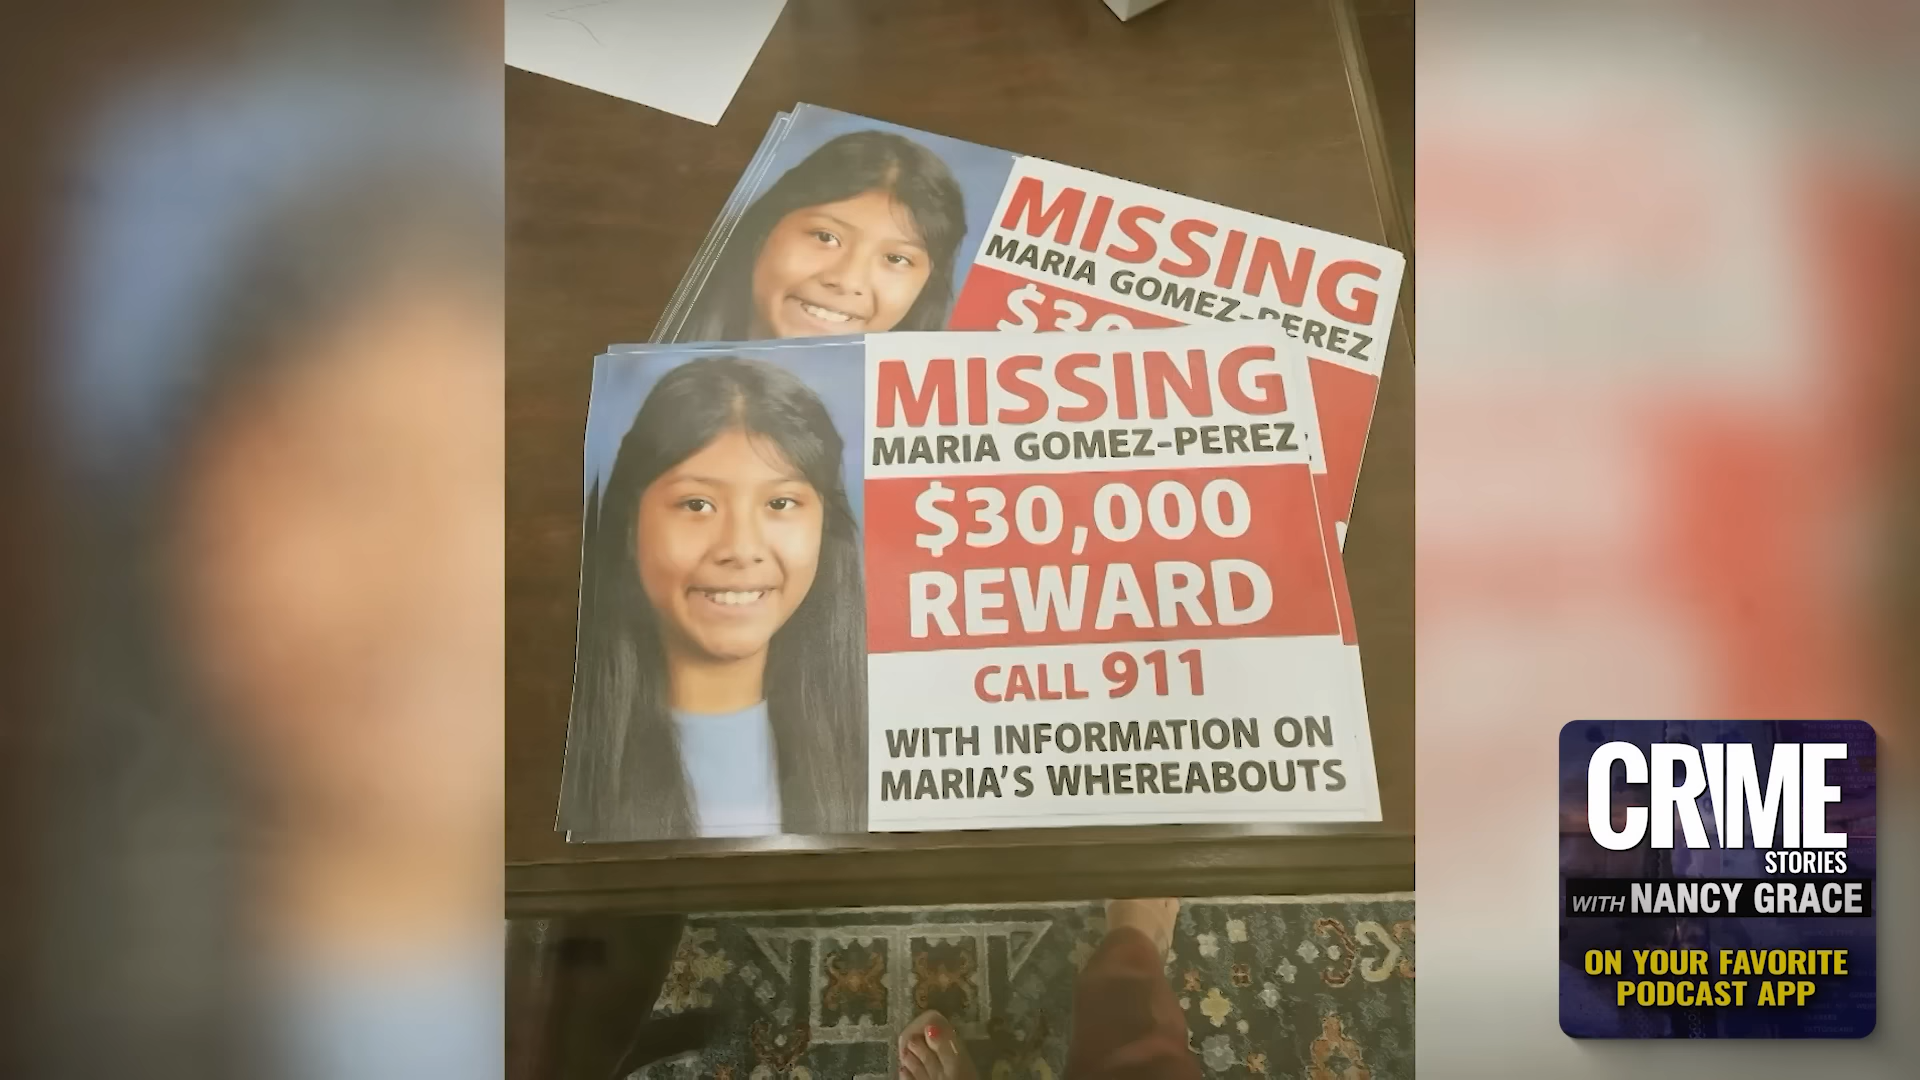 MISSING
MARIA GOMEZ-PEREZ
$30
MISSING
MARIA GOMEZ-PEREZ
$30,000
REWARD
CALL 911
WITH INFORMATION ON
MARIA'S WHEREABOUTS
CRIME
STORIES
WITH NANCY GRACE
ON YOUR FAVORITE
PODCAST APP